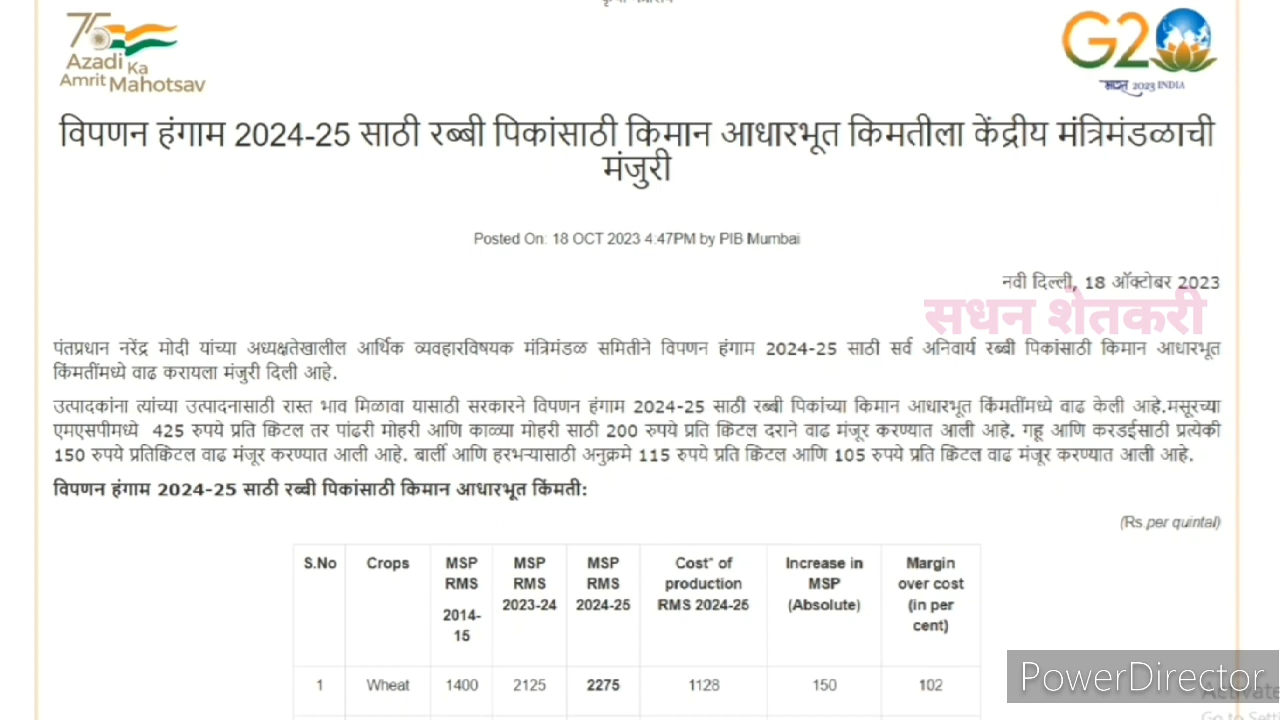 Azadi Ka
Amrit Mahotsav
G20
भारत 2023 INDIA
विपणन हंगाम 2024-25 साठी रब्बी पिकांसाठी किमान आधारभूत किमतीला केंद्रीय मंत्रिमंडळाची
मंजुरी
Posted On: 18 OCT 2023 4:47PM by PIB Mumbai
नवी दिल्ली, 18 ऑक्टोबर 2023
सधन शेतकरी
पंतप्रधान नरेंद्र मोदी यांच्या अध्यक्षतेखालील आर्थिक व्यवहारविषयक मंत्रिमंडळ समितीने विपणन हंगाम 2024-25 साठी सर्व अनिवार्य रब्बी पिकांसाठी किमान आधारभूत
किंमतींमध्ये वाढ करायला मंजुरी दिली आहे.
उत्पादकांना त्यांच्या उत्पादनासाठी रास्त भाव मिळावा यासाठी सरकारने विपणन हंगाम 2024-25 साठी रब्बी पिकांच्या किमान आधारभूत किंमतींमध्ये वाढ केली आहे.मसूरच्या
एमएसपीमध्ये 425 रुपये प्रति क्विंटल तर पांढरी मोहरी आणि काळ्या मोहरी साठी 200 रुपये प्रति क्विंटल दराने वाढ मंजूर करण्यात आली आहे. गहू आणि करडईसाठी प्रत्येकी
150 रुपये प्रतिक्विंटल वाढ मंजूर करण्यात आली आहे. बार्ली आणि हरभऱ्यासाठी अनुक्रमे 115 रुपये प्रति क्विंटल आणि 105 रुपये प्रति क्विंटल वाढ मंजूर करण्यात आली आहे.
विपणन हंगाम 2024-25 साठी रब्बी पिकांसाठी किमान आधारभूत किंमती:
(Rs.per quintal)
S.No Crops MSP RMS 2014-15 MSP RMS 2023-24 MSP RMS 2024-25 Cost* of production RMS 2024-25 Increase in MSP (Absolute) Margin over cost (in per cent)
1 Wheat 1400 2125 2275 1128 150 102
PowerDirector